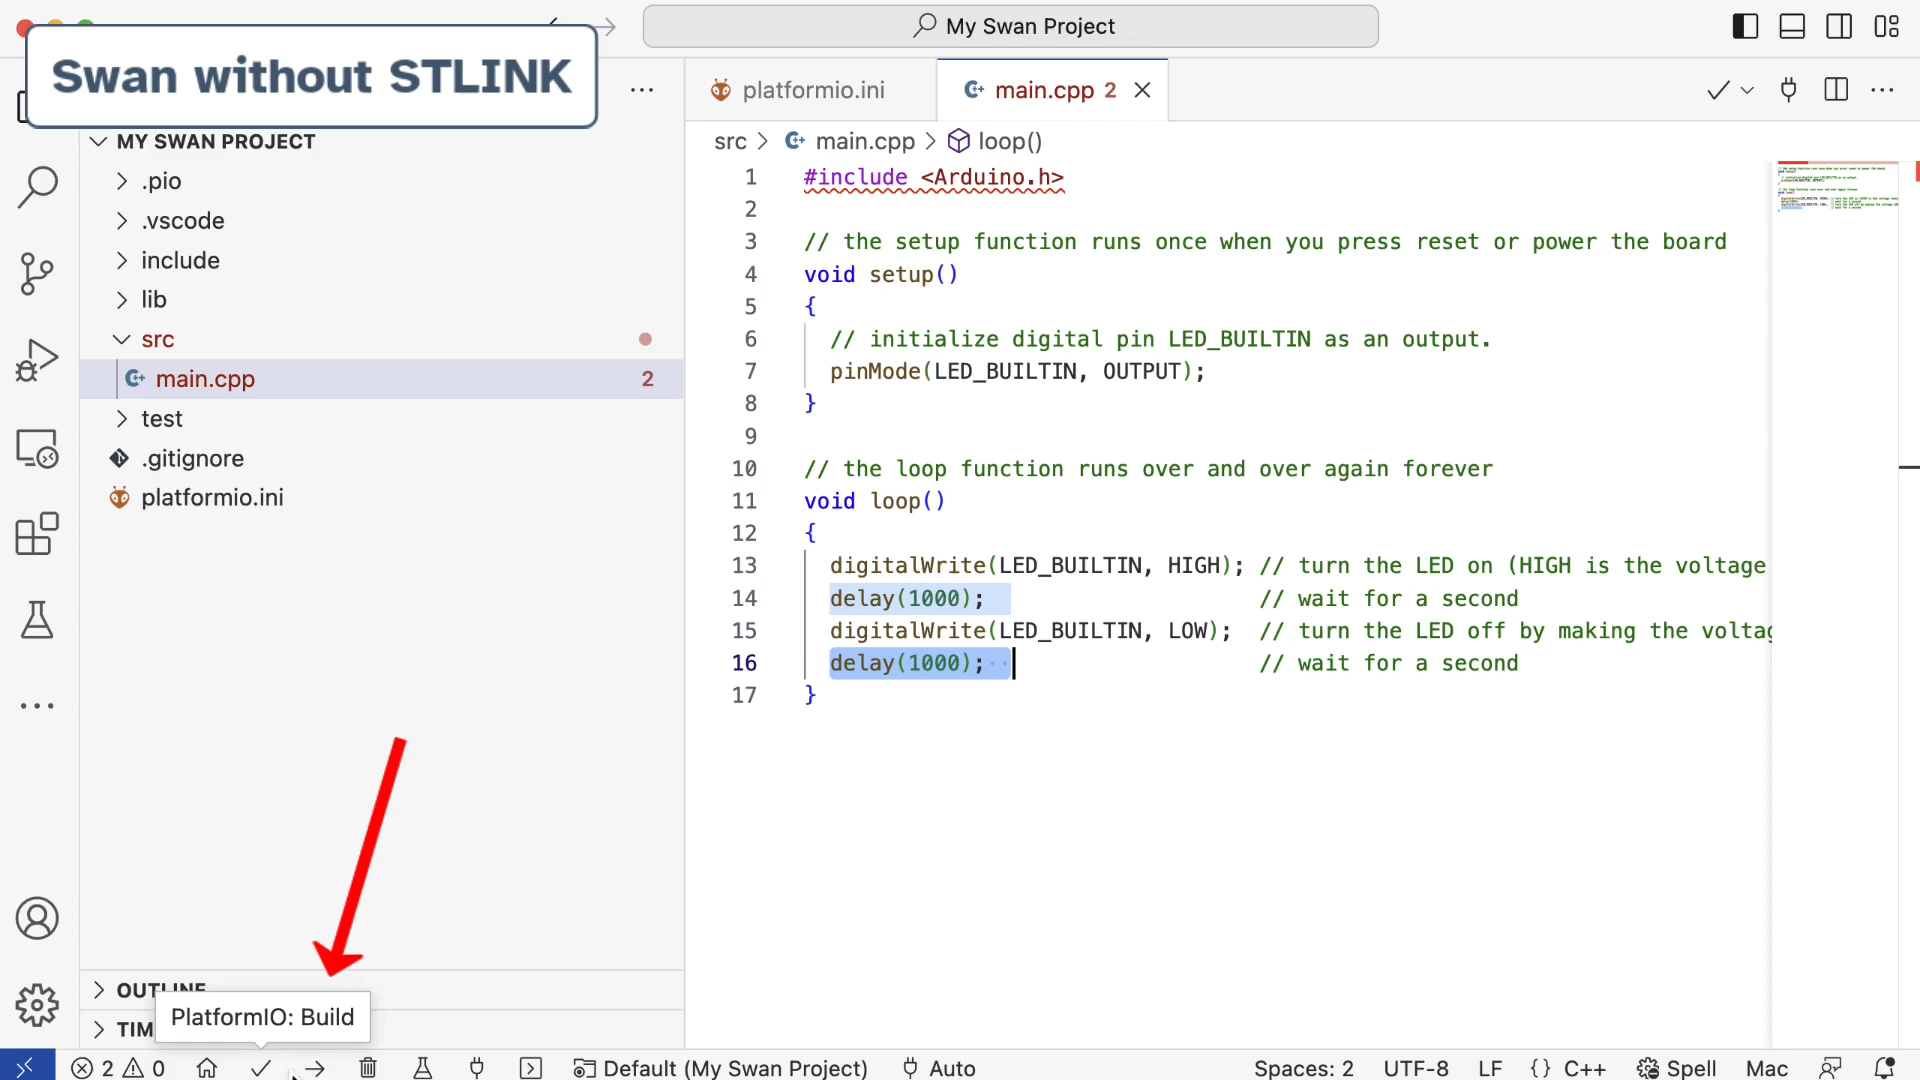 My Swan Project
Swan without STLINK
platformio.ini
main.cpp 2
MY SWAN PROJECT
src > main.cpp > loop()
.pio
.vscode
include
lib
src
main.cpp 2
test
.gitignore
platformio.ini
1 #include <Arduino.h>
2
3 // the setup function runs once when you press reset or power the board
4 void setup()
5 {
6 // initialize digital pin LED_BUILTIN as an output.
7 pinMode(LED_BUILTIN, OUTPUT);
8 }
9
10 // the loop function runs over and over again forever
11 void loop()
12 {
13 digitalWrite(LED_BUILTIN, HIGH); // turn the LED on (HIGH is the voltage
14 delay(1000); // wait for a second
15 digitalWrite(LED_BUILTIN, LOW); // turn the LED off by making the voltag
16 delay(1000); // wait for a second
17 }
OUTLINE
PlatformIO: Build
TIM
2 0 Default (My Swan Project) Auto Spaces: 2 UTF-8 LF {} C++ Spell Mac